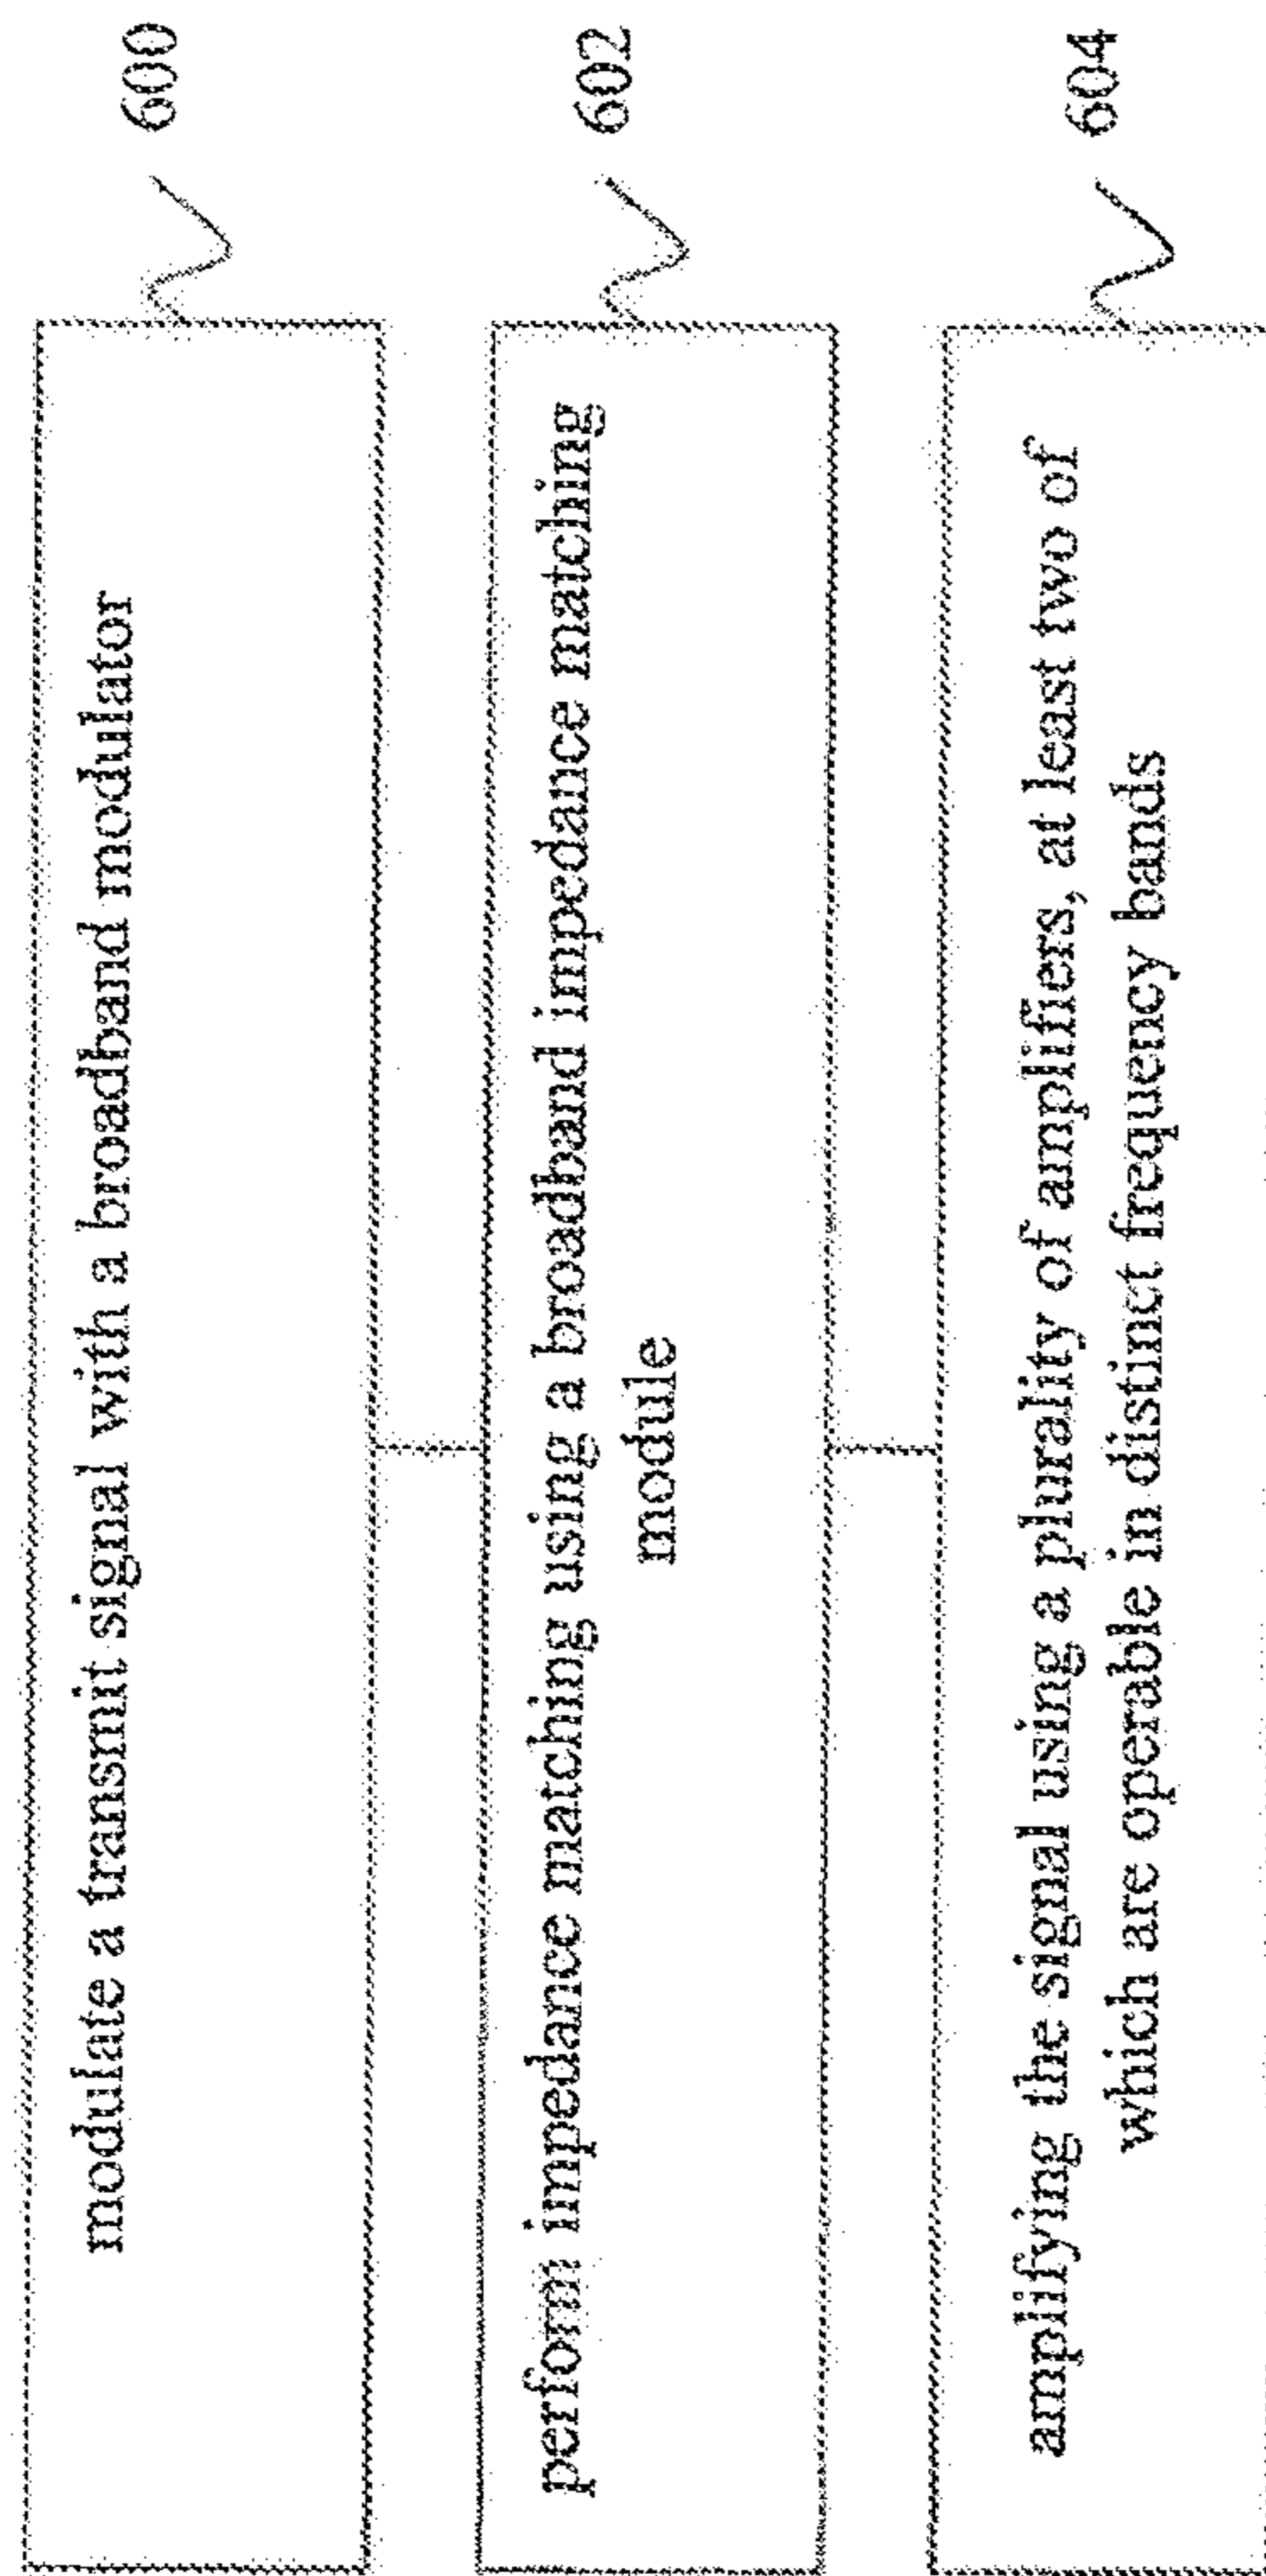 modulate a transmit signal with a broadband modulator
600
perform impedance matching using a broadband impedance matching
module
602
amplifying the signal using a plurality of amplifiers, at least two of
which are operable in distinct frequency bands
604